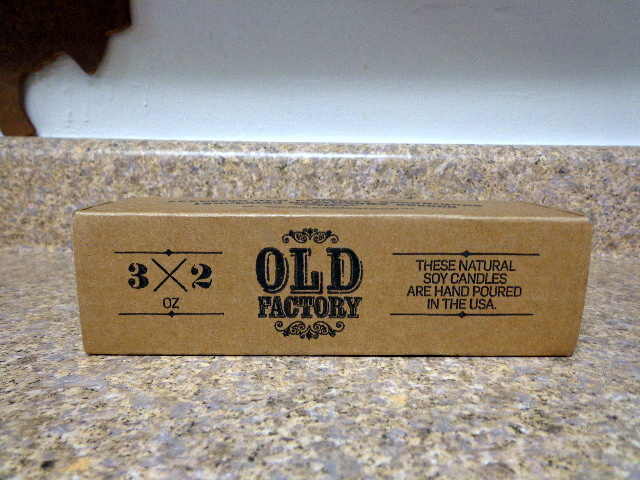 3 X 2
OZ
OLD
FACTORY
THESE NATURAL
SOY CANDLES
ARE HAND POURED
IN THE USA.